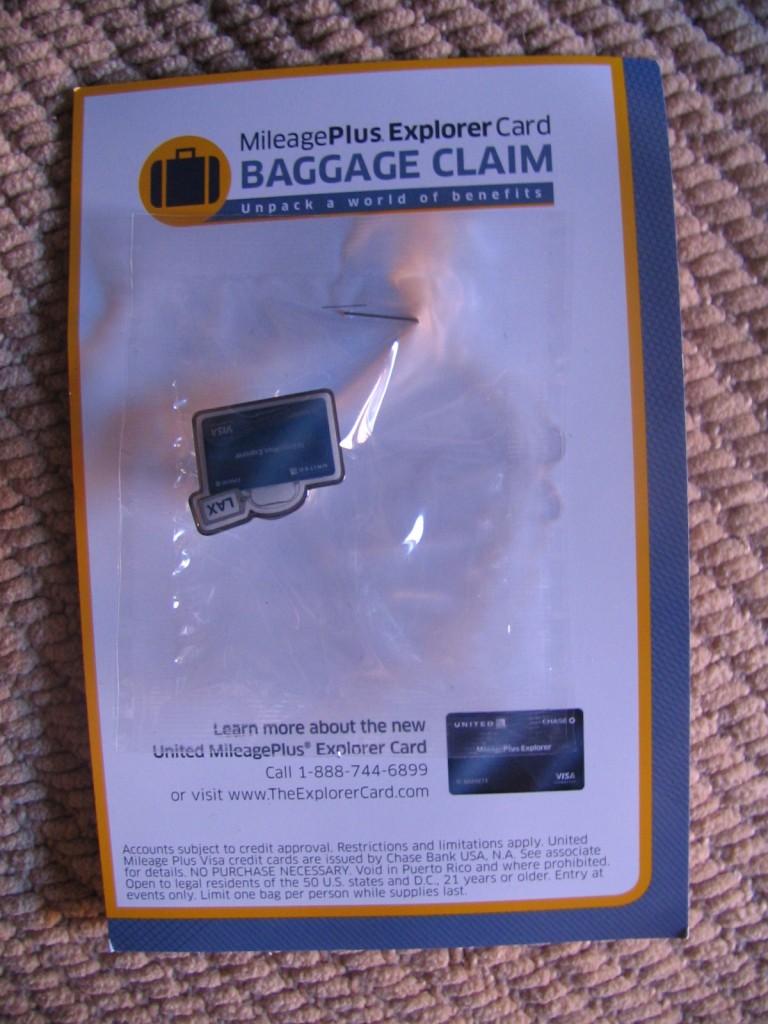 MileagePlus Explorer Card
BAGGAGE CLAIM
Unpack a world of benefits
VISA
MileagePlus Explorer
UNITED
LAX
Learn more about the new
United MileagePlus® Explorer Card
Call 1-888-744-6899
or visit www.TheExplorerCard.com
UNITED CHASE
MileagePlus Explorer
VISA
Accounts subject to credit approval. Restrictions and limitations apply. United
Mileage Plus Visa credit cards are issued by Chase Bank USA, N.A. See associate
for details. NO PURCHASE NECESSARY. Void in Puerto Rico and where prohibited.
Open to legal residents of the 50 U.S. states and D.C., 21 years or older. Entry at
events only. Limit one bag per person while supplies last.